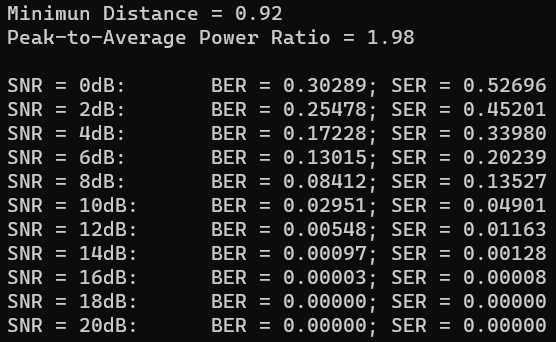 Minimun Distance = 0.92
Peak-to-Average Power Ratio = 1.98
SNR = 0dB: BER = 0.30289; SER = 0.52696
SNR = 2dB: BER = 0.25478; SER = 0.45201
SNR = 4dB: BER = 0.17228; SER = 0.33980
SNR = 6dB: BER = 0.13015; SER = 0.20239
SNR = 8dB: BER = 0.08412; SER = 0.13527
SNR = 10dB: BER = 0.02951; SER = 0.04901
SNR = 12dB: BER = 0.00548; SER = 0.01163
SNR = 14dB: BER = 0.00097; SER = 0.00128
SNR = 16dB: BER = 0.00003; SER = 0.00008
SNR = 18dB: BER = 0.00000; SER = 0.00000
SNR = 20dB: BER = 0.00000; SER = 0.00000